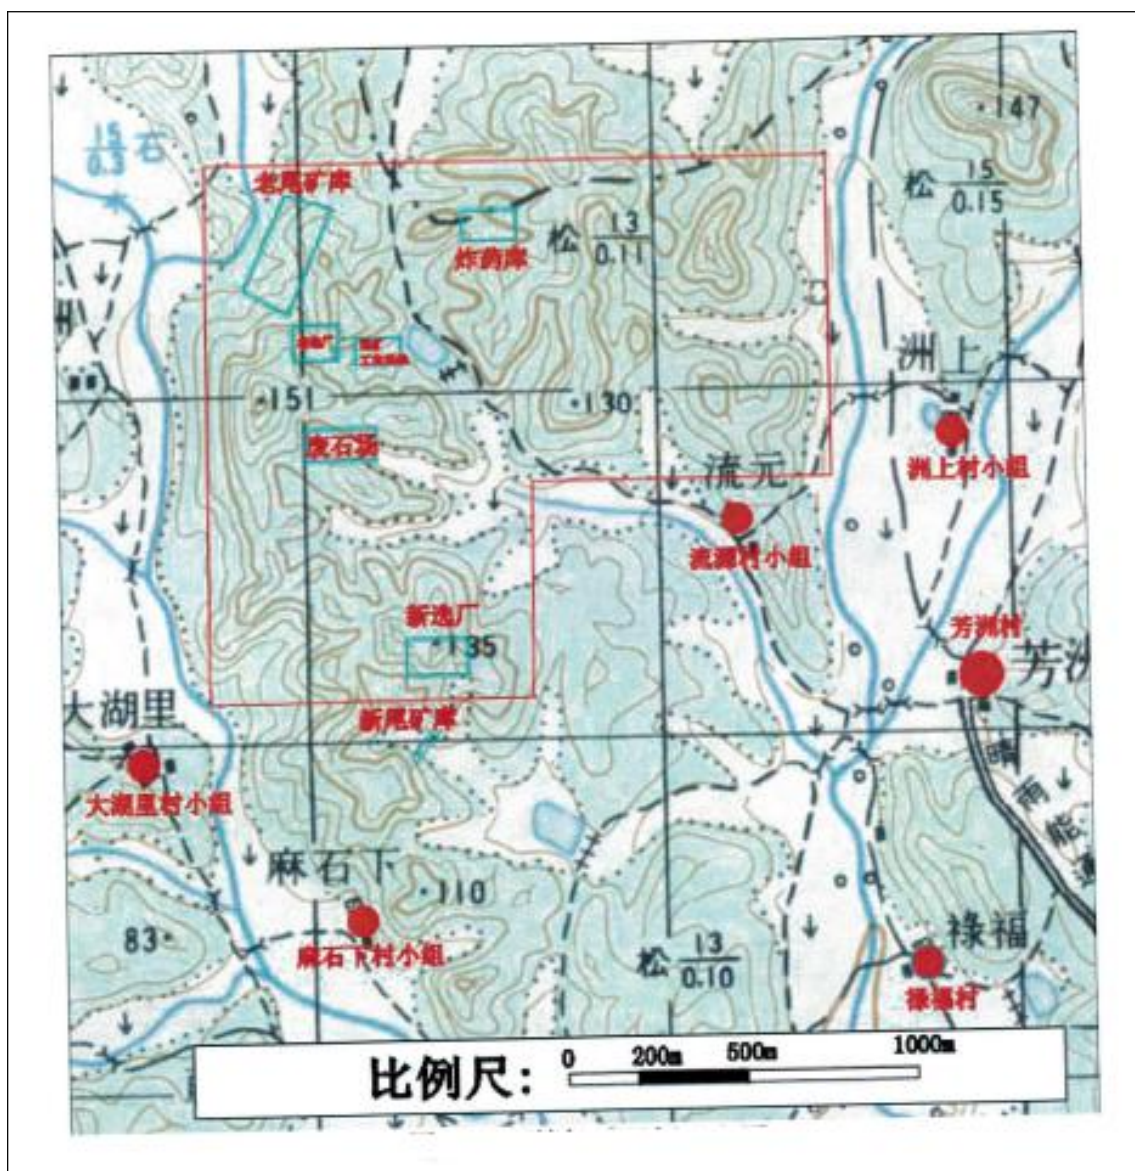 147
15
0.3
石
松 15
0.15
老尾矿库
炸药库
松 13
0.11
洲上
151
130
废石场
流元
洲上村小组
流源村小组
新选厂
135
芳洲村
芳洲
新尾矿库
大湖里
大湖里村小组
晴
雨
麻石下
110
83
麻石下村小组
松 13
0.10
禄福
禄福村
比例尺:
0 200m 500m 1000m